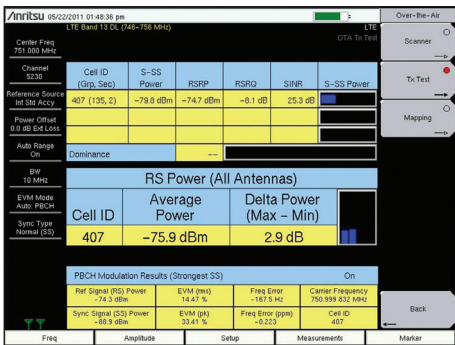 Anritsu 05/22/2011 01:48:36 pm
LTE Band 13 DL (746-756 MHz)
LTE
OTA Tx Test
Center Freq
751.000 MHz
Channel
5230
Reference Source
Int Std Accy
Power Offset
0.0 dB Ext Loss
Auto Range
On
BW
10 MHz
EVM Mode
Auto: PBCH
Sync Type
Normal (SS)
Cell ID (Grp, Sec) S-SS Power RSRP RSRQ SINR S-SS Power
407 (135, 2) -79.8 dBm -74.7 dBm -8.1 dB 25.3 dB
Dominance --
RS Power (All Antennas)
Cell ID Average Power Delta Power (Max - Min)
407 -75.9 dBm 2.9 dB
PBCH Modulation Results (Strongest SS) On
Ref Signal (RS) Power EVM (rms) Freq Error Carrier Frequency
-74.3 dBm 14.47 % -167.5 Hz 750.999 832 MHz
Sync Signal (SS) Power EVM (pk) Freq Error (ppm) Cell ID
-88.9 dBm 33.41 % -0.223 407
Over-the-Air
Scanner
Tx Test
Mapping
Back
Freq Amplitude Setup Measurements Marker